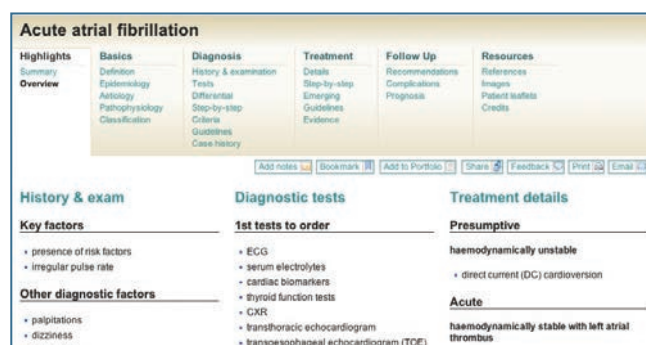 Acute atrial fibrillation
Highlights
Summary
Overview
Basics
Definition
Epidemiology
Aetiology
Pathophysiology
Classification
Diagnosis
History & examination
Tests
Differential
Step-by-step
Criteria
Guidelines
Case history
Treatment
Details
Step-by-step
Emerging
Guidelines
Evidence
Follow Up
Recommendations
Complications
Prognosis
Resources
References
Images
Patient leaflets
Credits
Add notes
Bookmark
Add to Portfolio
Share
Feedback
Print
Email
History & exam
Key factors
presence of risk factors
irregular pulse rate
Other diagnostic factors
palpitations
dizziness
Diagnostic tests
1st tests to order
ECG
serum electrolytes
cardiac biomarkers
thyroid function tests
CXR
transthoracic echocardiogram
transoesophageal echocardiogram (TOE)
Treatment details
Presumptive
haemodynamically unstable
direct current (DC) cardioversion
Acute
haemodynamically stable with left atrial
thrombus